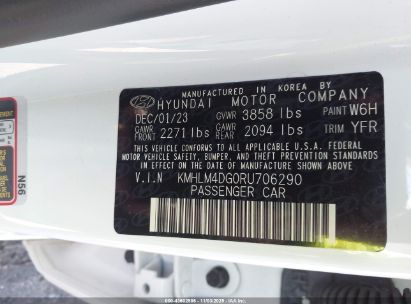 MANUFACTURED IN KOREA BY
HYUNDAI MOTOR COMPANY
DEC/01/23 GVWR 3858 lbs PAINT W6H
GAWR FRONT 2271 lbs GAWR REAR 2094 lbs TRIM YFR
THIS VEHICLE CONFORMS TO ALL APPLICABLE U.S.A. FEDERAL
MOTOR VEHICLE SAFETY, BUMPER, AND THEFT PREVENTION STANDARDS
IN EFFECT ON THE DATE OF MANUFACTURE SHOWN ABOVE
V.I.N KMHLM4DG0RU706290
PASSENGER CAR
N56